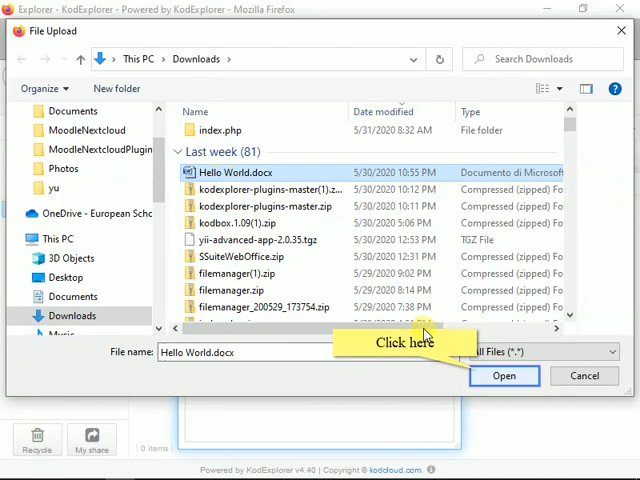 Explorer - KodExplorer - Powered by KodExplorer - Mozilla Firefox
File Upload
This PC > Downloads >
Search Downloads
Organize
New folder
Documents
MoodleNextcloud
MoodleNextcloudPlugin
Photos
yu
OneDrive - European Scho
This PC
3D Objects
Desktop
Documents
Downloads
Music
Name Date modified Type
index.php 5/31/2020 8:32 AM File folder
Last week (81)
Hello World.docx 5/30/2020 10:55 PM Documento di Microsoft
kodexplorer-plugins-master(1).z... 5/30/2020 10:12 PM Compressed (zipped) Fo
kodexplorer-plugins-master.zip 5/30/2020 10:11 PM Compressed (zipped) Fo
kodbox.1.09(1).zip 5/30/2020 5:06 PM Compressed (zipped) Fo
yii-advanced-app-2.0.35.tgz 5/30/2020 12:53 PM TGZ File
SSuiteWebOffice.zip 5/30/2020 12:31 PM Compressed (zipped) Fo
filemanager(1).zip 5/29/2020 9:02 PM Compressed (zipped) Fo
filemanager.zip 5/29/2020 8:14 PM Compressed (zipped) Fo
filemanager_200529_173754.zip 5/29/2020 7:38 PM Compressed (zipped) Fo
Click here
File name: Hello World.docx
All Files (*.*)
Open
Cancel
Recycle
My share
0 items
Powered by KodExplorer v4.40 | Copyright © kodcloud.com.